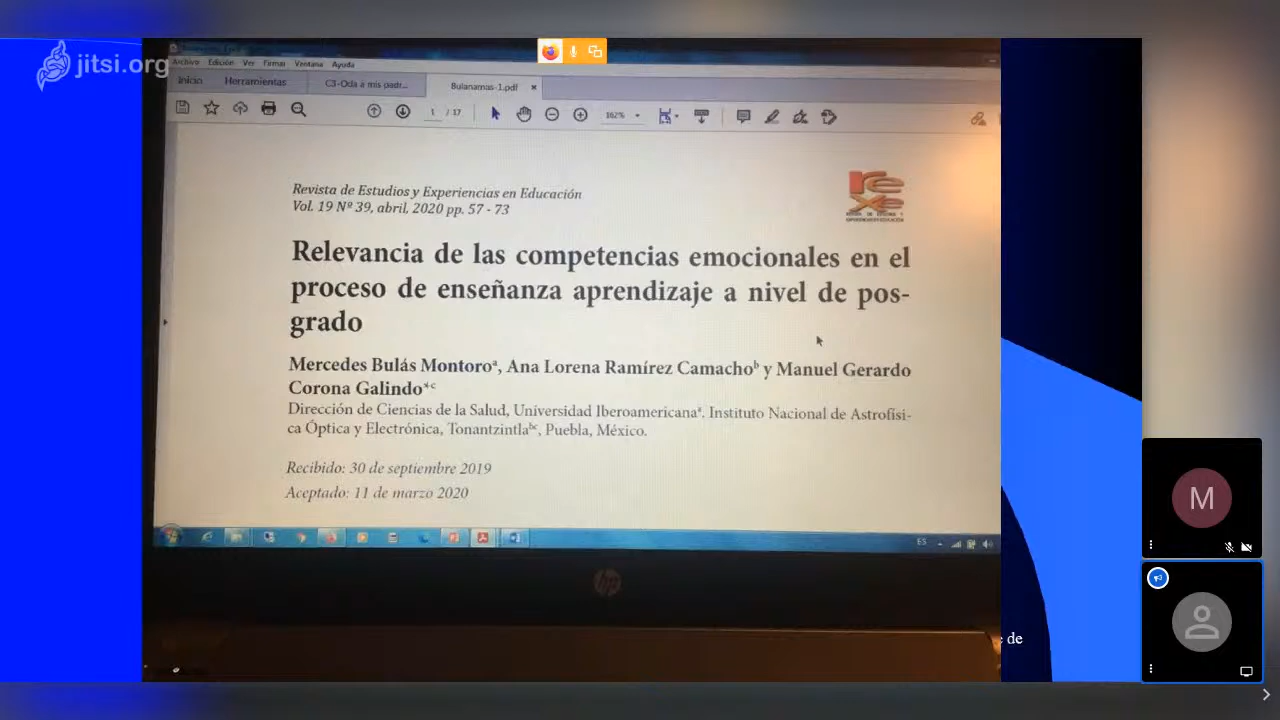 jitsi.org
Archivo Edición Ver Firmar Ventana Ayuda
Inicio Herramientas C3-Oda a mis padr... Bulanamas-1.pdf ×
1 / 17 162%
Revista de Estudios y Experiencias en Educación
Vol. 19 Nº 39, abril, 2020 pp. 57 - 73
rexe
Relevancia de las competencias emocionales en el
proceso de enseñanza aprendizaje a nivel de pos-
grado
Mercedes Bulás Montoroª, Ana Lorena Ramírez Camachoᵇ y Manuel Gerardo
Corona Galindo*ᶜ
Dirección de Ciencias de la Salud, Universidad Iberoamericanaª. Instituto Nacional de Astrofísi-
ca Óptica y Electrónica, Tonantzintlaᵇᶜ, Puebla, México.
Recibido: 30 de septiembre 2019
Aceptado: 11 de marzo 2020
ES
hp
de
M